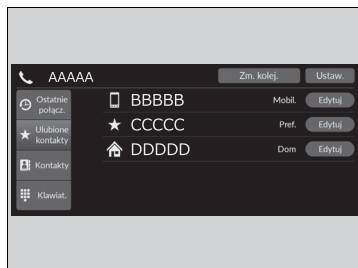 AAAAA Zm. kolej. Ustaw.
Ostatnie
połącz.
BBBBB Mobil. Edytuj
Ulubione
kontakty
CCCCC Pref. Edytuj
Kontakty
DDDDD Dom Edytuj
Klawiat.